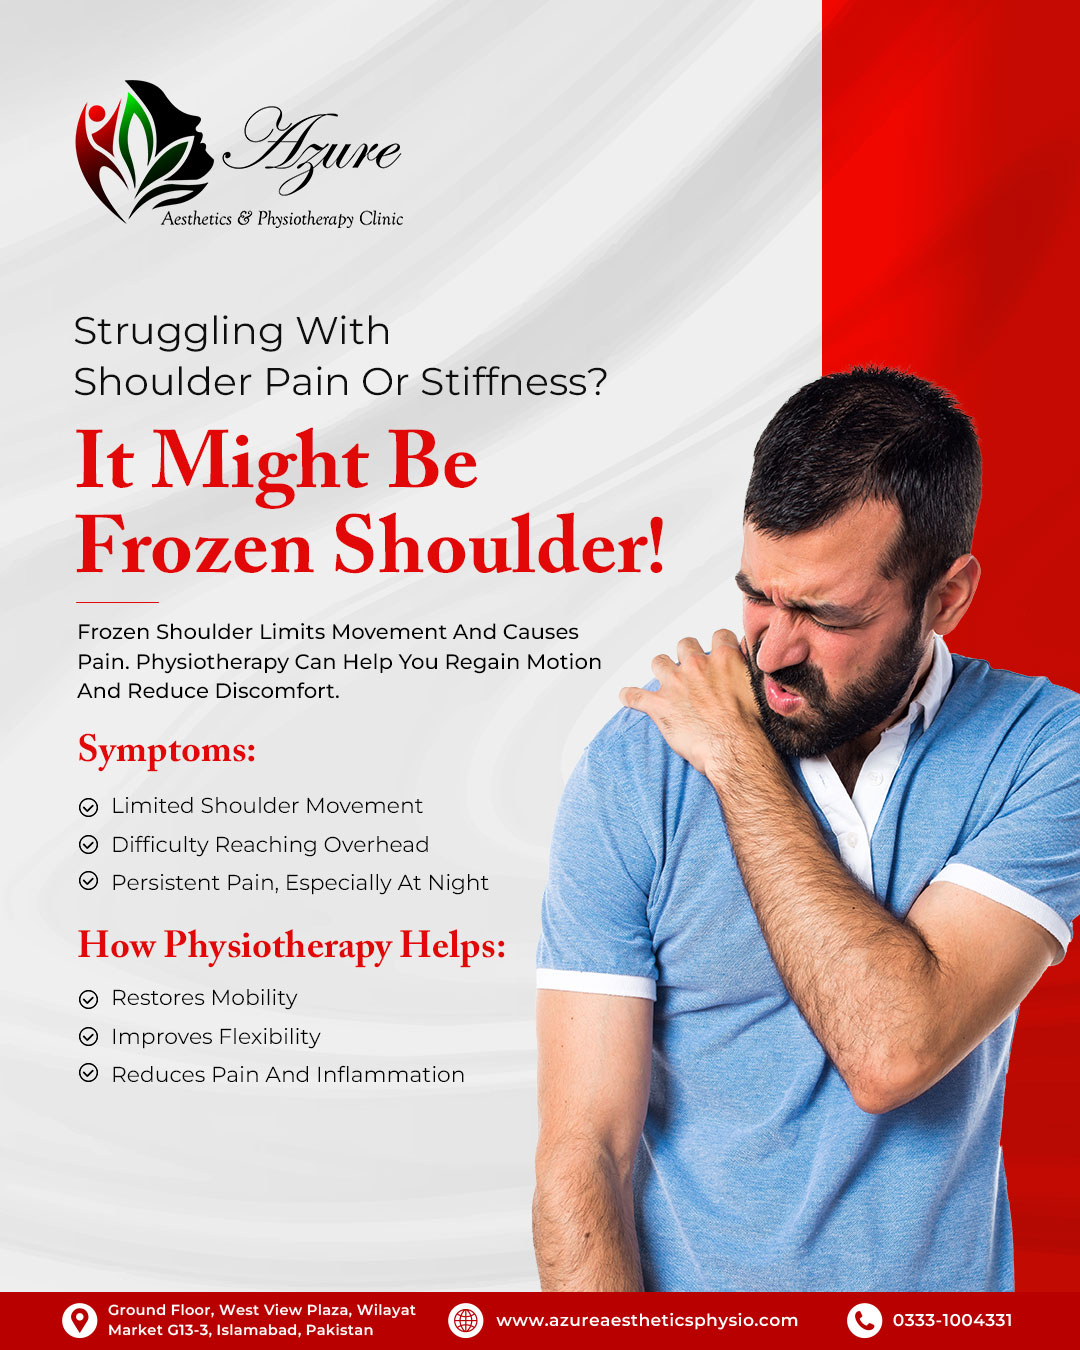 Azure
Aesthetics & Physiotherapy Clinic
Struggling With
Shoulder Pain Or Stiffness?
It Might Be
Frozen Shoulder!
Frozen Shoulder Limits Movement And Causes
Pain. Physiotherapy Can Help You Regain Motion
And Reduce Discomfort.
Symptoms:
Limited Shoulder Movement
Difficulty Reaching Overhead
Persistent Pain, Especially At Night
How Physiotherapy Helps:
Restores Mobility
Improves Flexibility
Reduces Pain And Inflammation
Ground Floor, West View Plaza, Wilayat
Market G13-3, Islamabad, Pakistan
www.azureaestheticsphysio.com
0333-1004331